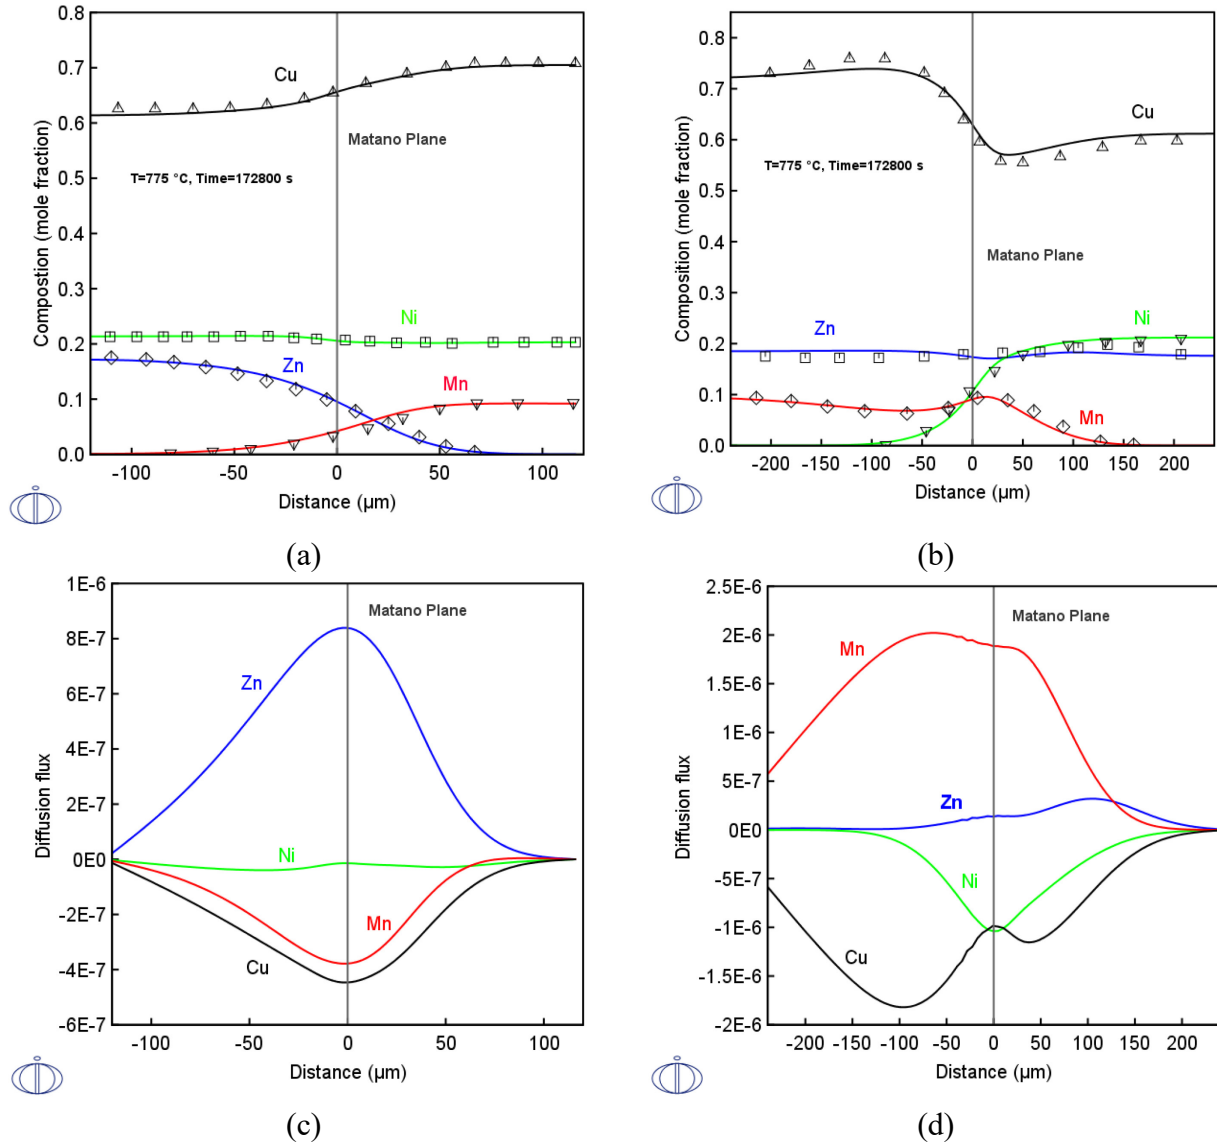 0.8
0.7
0.6
0.5
0.4
0.3
0.2
0.1
0.0
Compostion (mole fraction)
Cu
Matano Plane
T=775 °C, Time=172800 s
Ni
Zn
Mn
-100 -50 0 50 100
Distance (µm)
(a)
0.8
0.7
0.6
0.5
0.4
0.3
0.2
0.1
0.0
Composition (mole fraction)
Cu
T=775 °C, Time=172800 s
Matano Plane
Zn
Ni
Mn
-200 -150 -100 -50 0 50 100 150 200
Distance (µm)
(b)
1E-6
8E-7
6E-7
4E-7
2E-7
0E0
-2E-7
-4E-7
-6E-7
Diffusion flux
Matano Plane
Zn
Ni
Mn
Cu
-100 -50 0 50 100
Distance (µm)
(c)
2.5E-6
2E-6
1.5E-6
1E-6
5E-7
0E0
-5E-7
-1E-6
-1.5E-6
-2E-6
Diffusion flux
Matano Plane
Mn
Zn
Ni
Cu
-200 -150 -100 -50 0 50 100 150 200
Distance (µm)
(d)